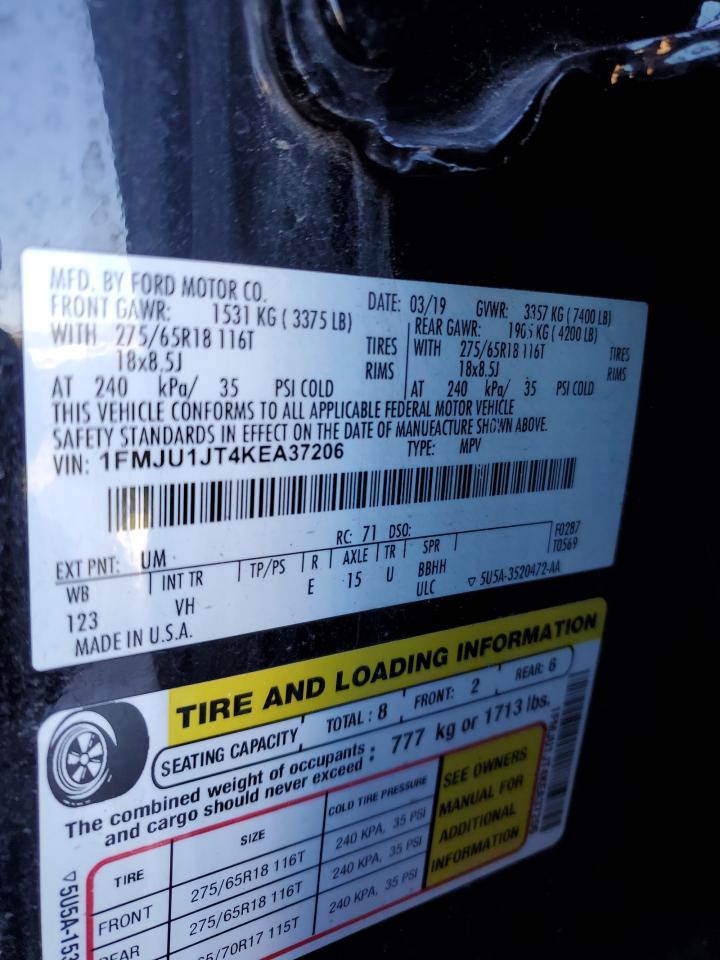 MFD. BY FORD MOTOR CO.
DATE: 03/19 GVWR: 3357 KG (7400 LB)
FRONT GAWR: 1531 KG (3375 LB)
WITH 275/65R18 116T TIRES
18x8.5J RIMS
AT 240 kPa/ 35 PSI COLD
REAR GAWR: KG (4200 LB)
WITH 275/65R18 116T TIRES
18x8.5J RIMS
AT 240 kPa/ 35 PSI COLD
THIS VEHICLE CONFORMS TO ALL APPLICABLE FEDERAL MOTOR VEHICLE
SAFETY STANDARDS IN EFFECT ON THE DATE OF MANUFACTURE SHOWN ABOVE.
VIN: 1FMJU1JT4KEA37206 TYPE: MPV
EXT PNT: UM RC: 71 DSO: F0287
T0569
WB INT TR TP/PS R AXLE TR SPR
123 VH E 15 U BBHH
ULC ▽ 5U5A-3520472-AA
MADE IN U.S.A.
TIRE AND LOADING INFORMATION
SEATING CAPACITY TOTAL : 8 FRONT: 2 REAR: 6
The combined weight of occupants
and cargo should never exceed : 777 kg or 1713 lbs.
TIRE SIZE COLD TIRE PRESSURE
FRONT 275/65R18 116T 240 KPA, 35 PSI
REAR 275/65R18 116T 240 KPA, 35 PSI
115T 240 KPA, 35 PSI
SEE OWNERS
MANUAL FOR
ADDITIONAL
INFORMATION